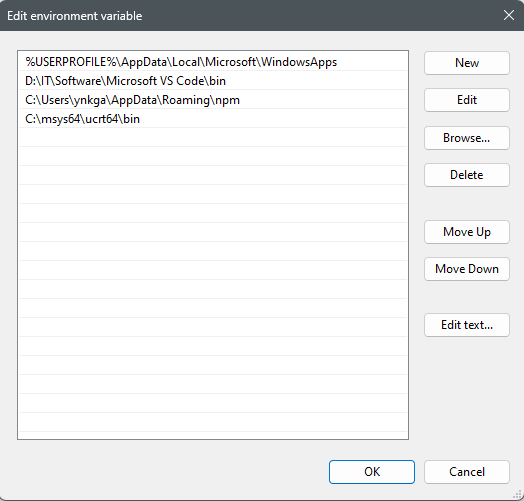 Edit environment variable
%USERPROFILE%\AppData\Local\Microsoft\WindowsApps
D:\IT\Software\Microsoft VS Code\bin
C:\Users\ynkga\AppData\Roaming\npm
C:\msys64\ucrt64\bin
New
Edit
Browse...
Delete
Move Up
Move Down
Edit text...
OK
Cancel